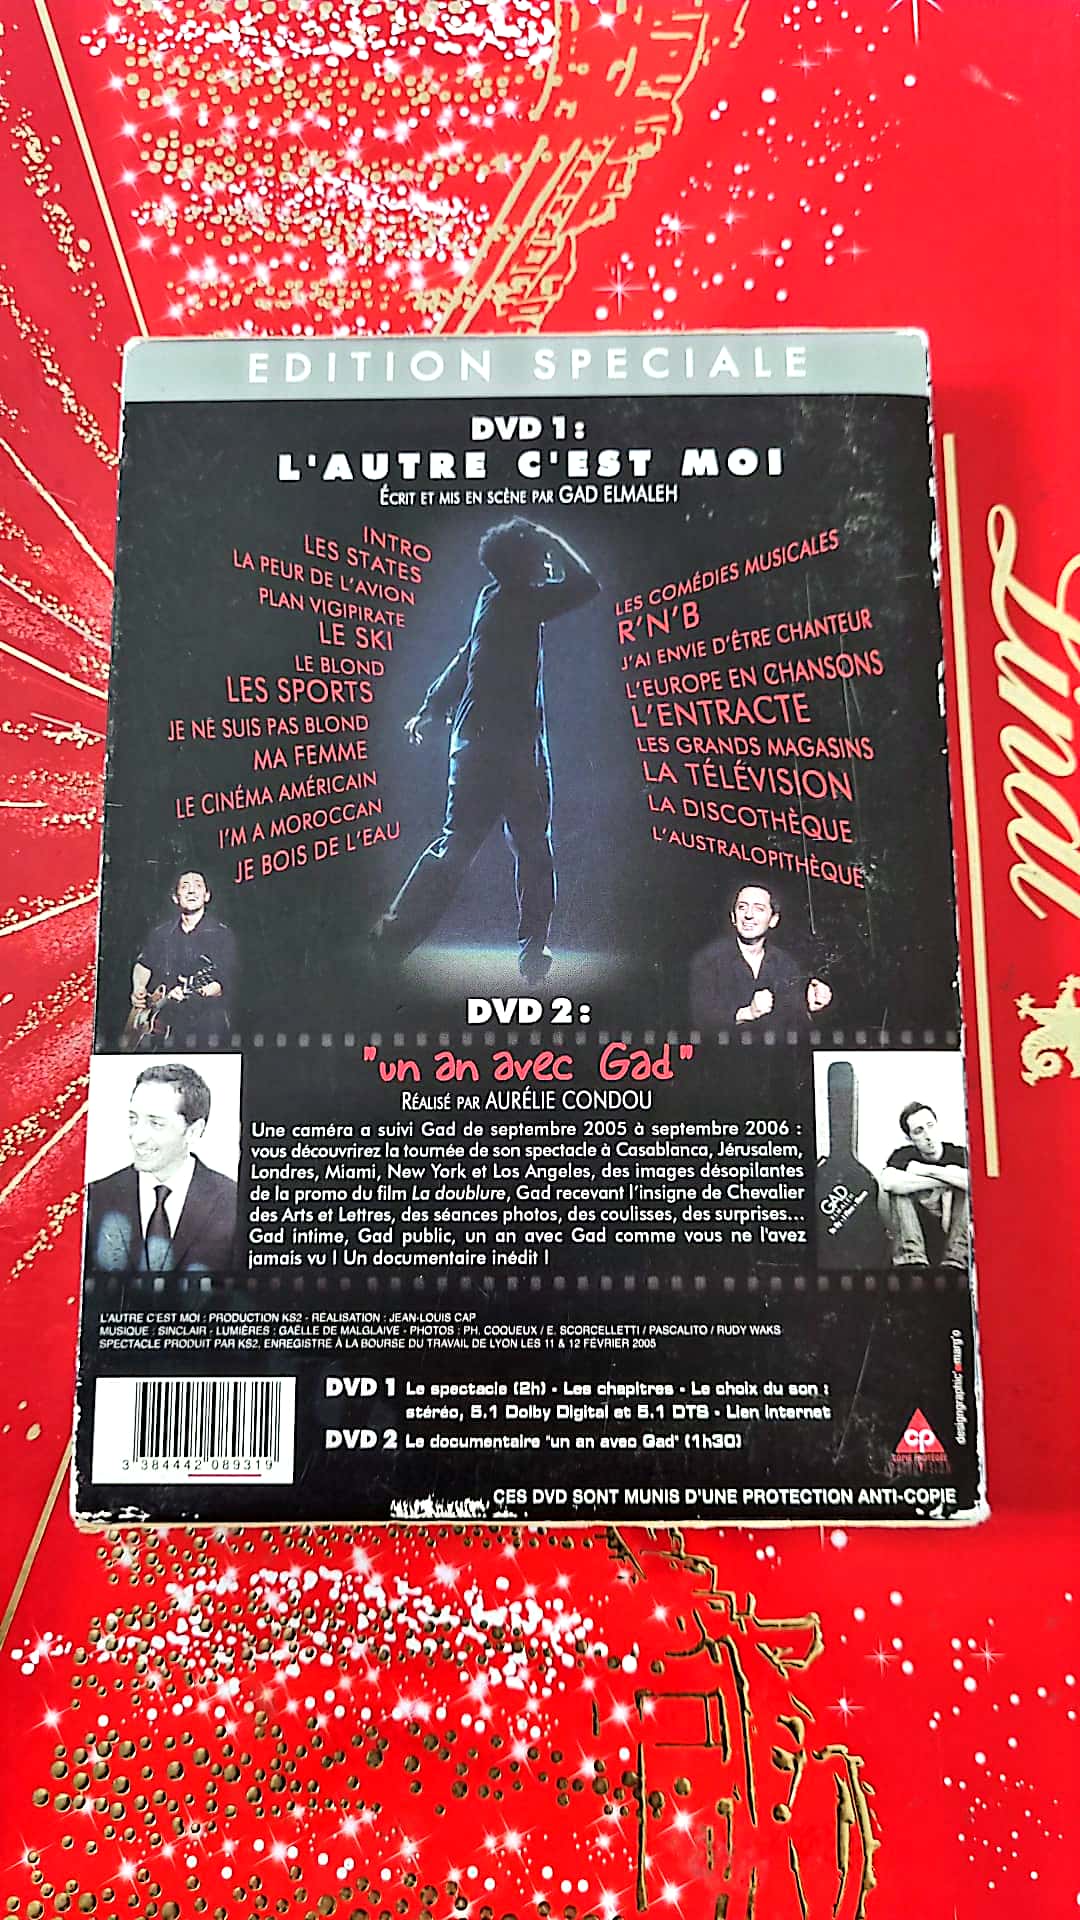 EDITION SPECIALE
DVD 1 :
L'AUTRE C'EST MOI
ÉCRIT ET MIS EN SCÈNE PAR GAD ELMALEH
INTRO
LES STATES
LA PEUR DE L'AVION
PLAN VIGIPIRATE
LE SKI
LE BLOND
LES SPORTS
JE NE SUIS PAS BLOND
MA FEMME
LE CINÉMA AMÉRICAIN
I'M A MOROCCAN
JE BOIS DE L'EAU
LES COMÉDIES MUSICALES
R'N'B
J'AI ENVIE D'ÊTRE CHANTEUR
L'EUROPE EN CHANSONS
L'ENTRACTE
LES GRANDS MAGASINS
LA TÉLÉVISION
LA DISCOTHÈQUE
L'AUSTRALOPITHÈQUE
DVD 2 :
"un an avec Gad"
RÉALISÉ PAR AURÉLIE CONDOU
Une caméra a suivi Gad de septembre 2005 à septembre 2006 :
vous découvrirez la tournée de son spectacle à Casablanca, Jérusalem,
Londres, Miami, New York et Los Angeles, des images désopilantes
de la promo du film La doublure, Gad recevant l'insigne de Chevalier
des Arts et Lettres, des séances photos, des coulisses, des surprises...
Gad intime, Gad public, un an avec Gad comme vous ne l'avez
jamais vu ! Un documentaire inédit !
GAD
L'AUTRE C'EST MOI : PRODUCTION KS2 - RÉALISATION : JEAN-LOUIS CAP
MUSIQUE : SINCLAIR - LUMIÈRES : GAËLLE DE MALGLAIVE - PHOTOS : PH. COQUEUX / E. SCORCELLETTI / PASCALITO / RUDY WAKS
SPECTACLE PRODUIT PAR KS2, ENREGISTRÉ À LA BOURSE DU TRAVAIL DE LYON LES 11 & 12 FÉVRIER 2005
DVD 1 Le spectacle (2h) - Les chapitres - Le choix du son :
stéréo, 5.1 Dolby Digital et 5.1 DTS - Lien Internet
DVD 2 Le documentaire "un an avec Gad" (1h30)
3 384442 089319
cp
COPIE PROTÉGÉE
designgraphic marg'o
CES DVD SONT MUNIS D'UNE PROTECTION ANTI-COPIE